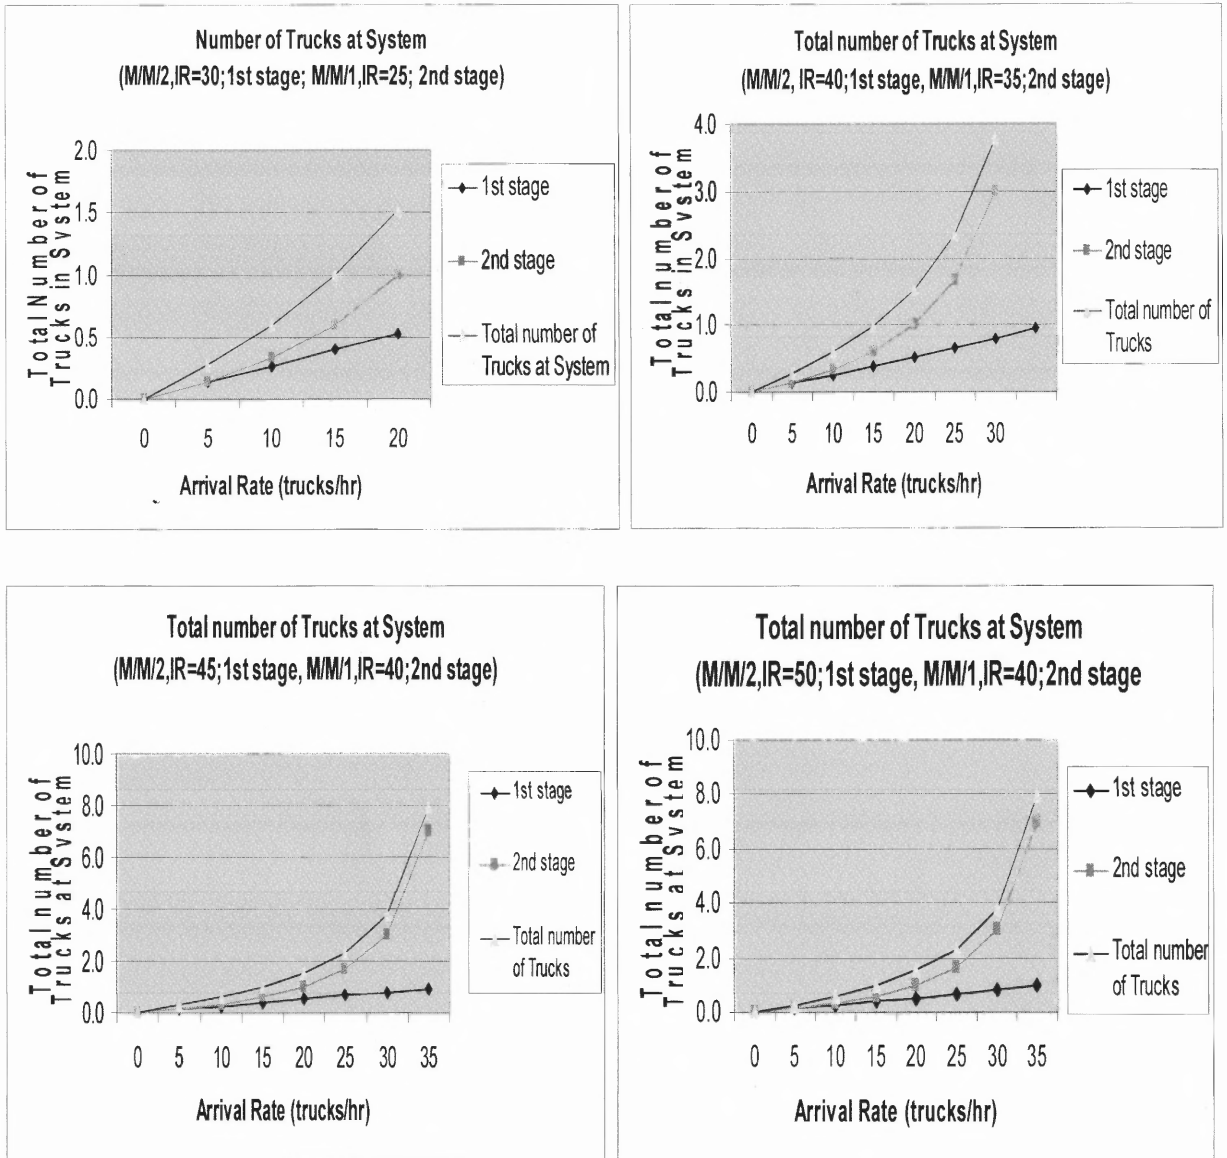 Number of Trucks at System
(M/M/2,IR=30;1st stage; M/M/1,IR=25; 2nd stage)
Total Number of
Trucks in System
2.0
1.5
1.0
0.5
0.0
0 5 10 15 20
Arrival Rate (trucks/hr)
1st stage
2nd stage
Total number of
Trucks at System
Total number of Trucks at System
(M/M/2, IR=40;1st stage, M/M/1,IR=35;2nd stage)
Total number of
Trucks in System
4.0
3.0
2.0
1.0
0.0
0 5 10 15 20 25 30
Arrival Rate (trucks/hr)
1st stage
2nd stage
Total number of
Trucks
Total number of Trucks at System
(M/M/2,IR=45;1st stage, M/M/1,IR=40;2nd stage)
Total number of
Trucks at System
10.0
8.0
6.0
4.0
2.0
0.0
0 5 10 15 20 25 30 35
Arrival Rate (trucks/hr)
1st stage
2nd stage
Total number
of Trucks
Total number of Trucks at System
(M/M/2,IR=50;1st stage, M/M/1,IR=40;2nd stage
Total number of
Trucks at System
10.0
8.0
6.0
4.0
2.0
0.0
0 5 10 15 20 25 30 35
Arrival Rate (trucks/hr)
1st stage
2nd stage
Total number
of Trucks